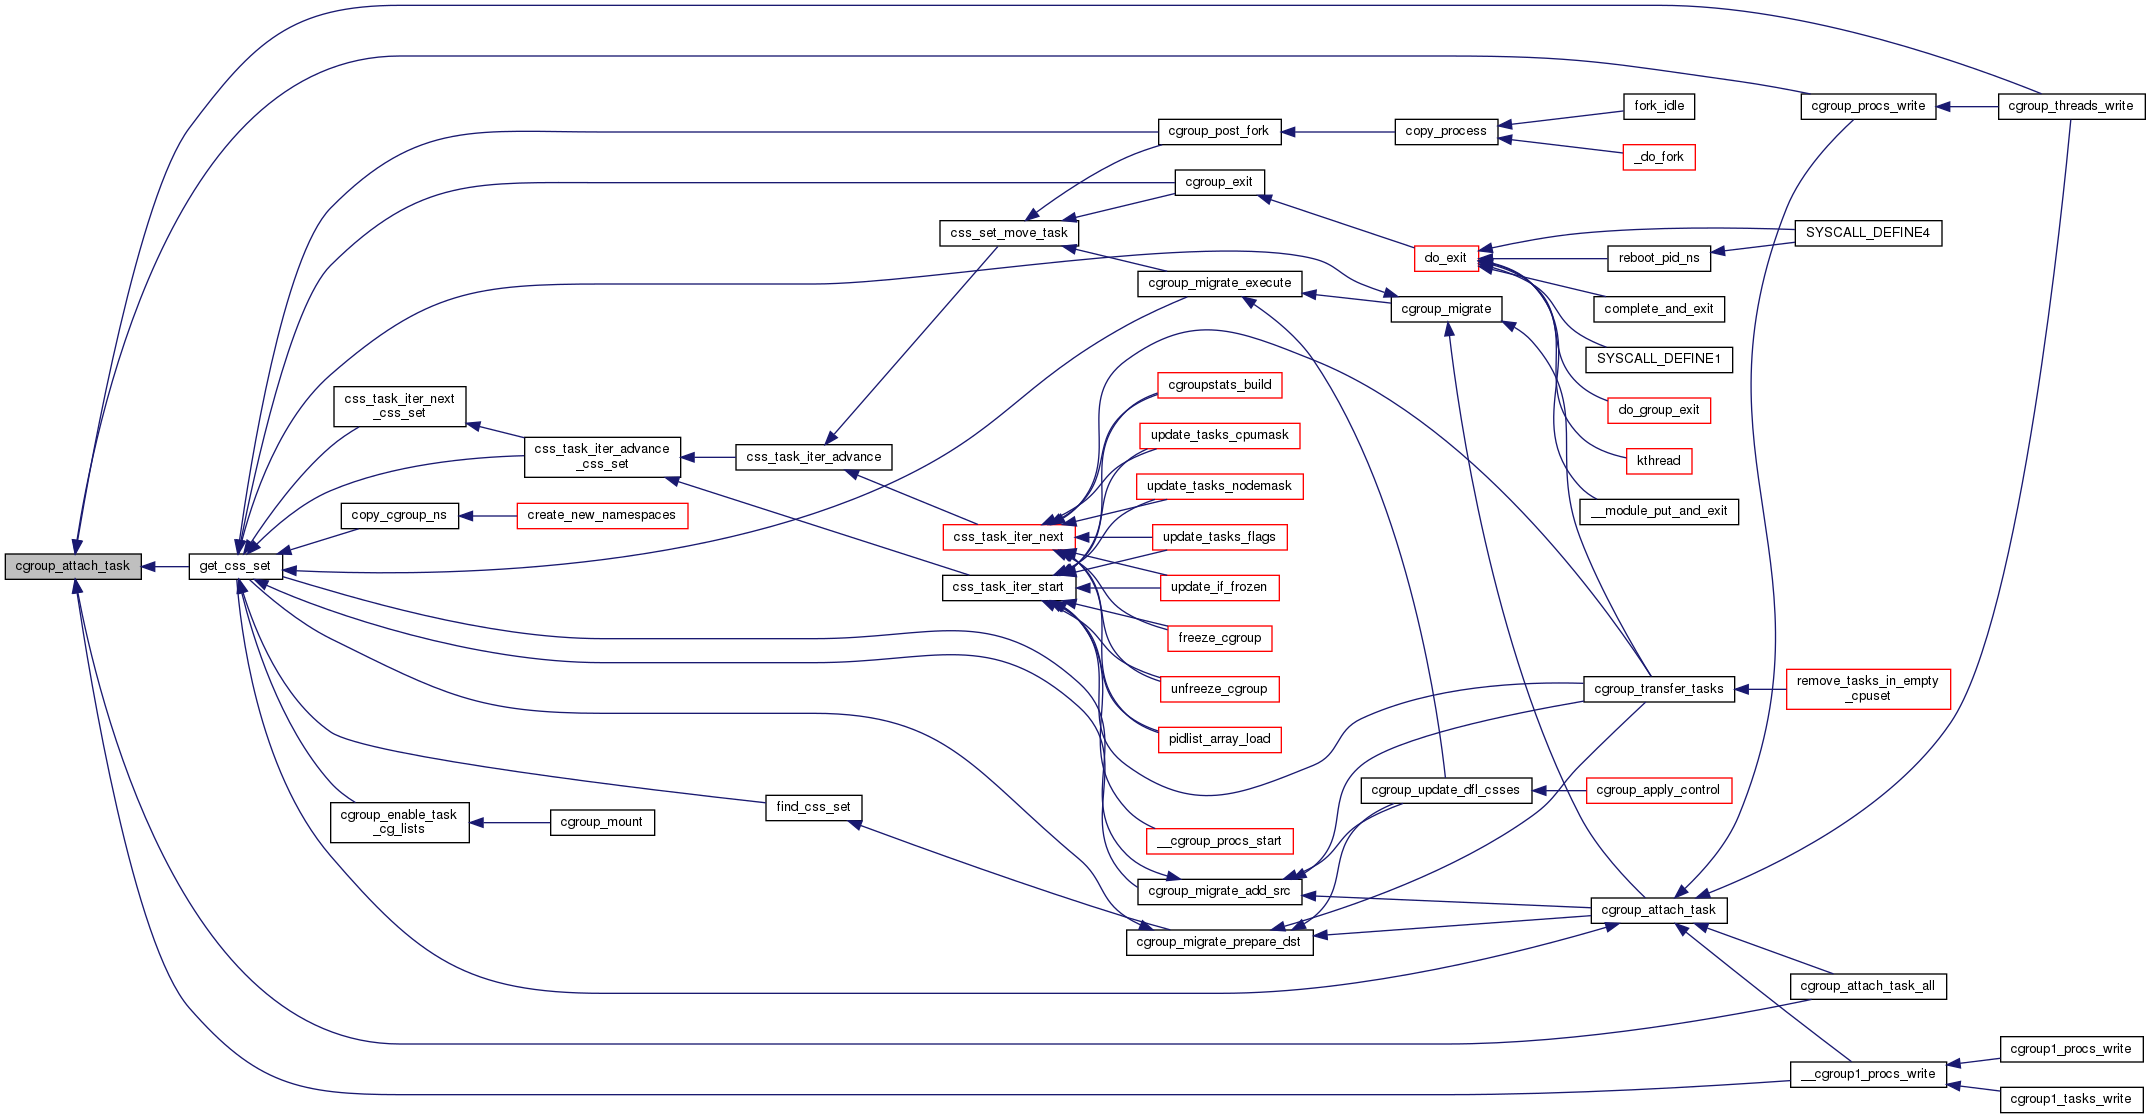 cgroup_attach_task
get_css_set
css_task_iter_next
_css_set
copy_cgroup_ns
cgroup_enable_task
_cg_lists
css_task_iter_advance
_css_set
create_new_namespaces
cgroup_mount
css_task_iter_advance
find_css_set
css_set_move_task
css_task_iter_next
css_task_iter_start
cgroup_post_fork
cgroup_exit
cgroup_migrate_execute
cgroupstats_build
update_tasks_cpumask
update_tasks_nodemask
update_tasks_flags
update_if_frozen
freeze_cgroup
unfreeze_cgroup
pidlist_array_load
__cgroup_procs_start
cgroup_migrate_add_src
cgroup_migrate_prepare_dst
copy_process
do_exit
cgroup_migrate
cgroup_update_dfl_csses
fork_idle
_do_fork
reboot_pid_ns
complete_and_exit
SYSCALL_DEFINE1
do_group_exit
kthread
__module_put_and_exit
cgroup_transfer_tasks
cgroup_apply_control
cgroup_attach_task
cgroup_procs_write
SYSCALL_DEFINE4
remove_tasks_in_empty
_cpuset
cgroup_attach_task_all
__cgroup1_procs_write
cgroup_threads_write
cgroup1_procs_write
cgroup1_tasks_write